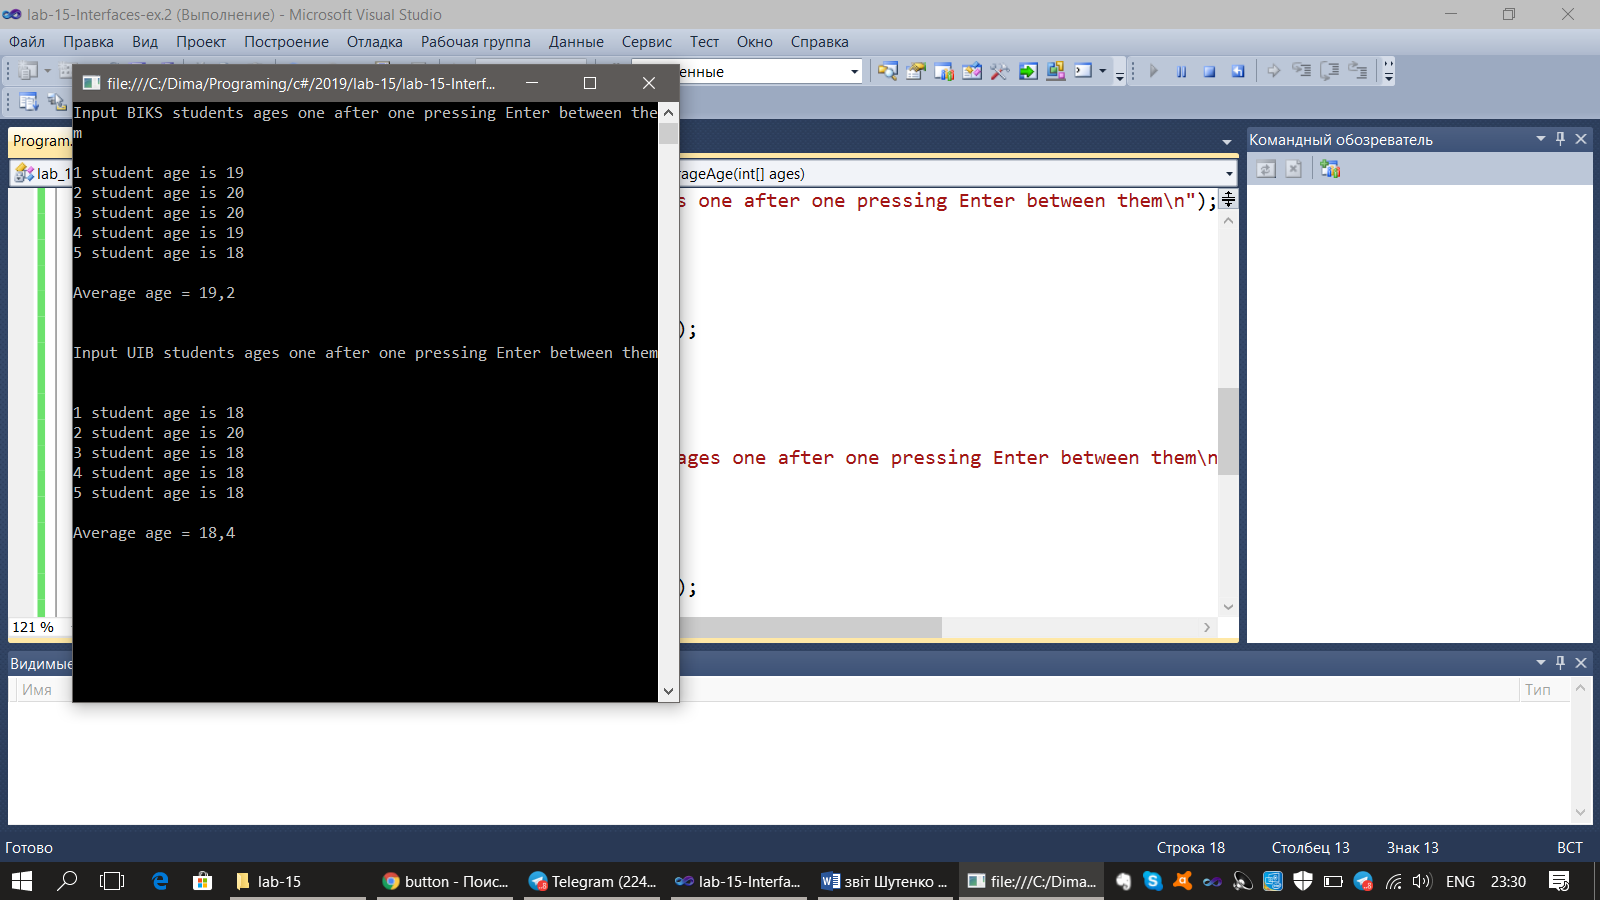 lab-15-Interfaces-ex.2 (Выполнение) - Microsoft Visual Studio
Файл Правка Вид Проект Построение Отладка Рабочая группа Данные Сервис Тест Окно Справка
file:///C:/Dima/Programing/c#/2019/lab-15/lab-15-Interf...
Input BIKS students ages one after one pressing Enter between the
m
1 student age is 19
2 student age is 20
3 student age is 20
4 student age is 19
5 student age is 18
Average age = 19,2
Input UIB students ages one after one pressing Enter between them
1 student age is 18
2 student age is 20
3 student age is 18
4 student age is 18
5 student age is 18
Average age = 18,4
Program.
lab_1
rageAge(int[] ages)
s one after one pressing Enter between them\n");
);
ages one after one pressing Enter between them\n
);
121 %
Командный обозреватель
Видимые
Имя
Тип
Готово
Строка 18 Столбец 13 Знак 13 ВСТ
lab-15
button - Поис...
Telegram (224...
lab-15-Interfa...
звіт Шутенко ...
file:///C:/Dima...
ENG 23:30